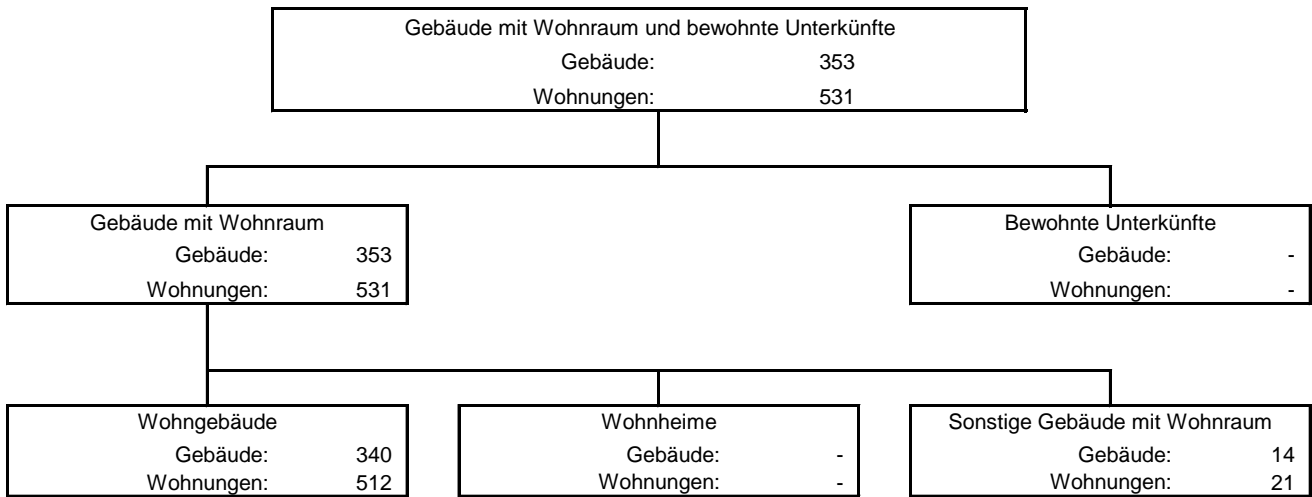 Gebäude mit Wohnraum und bewohnte Unterkünfte
Gebäude: 353
Wohnungen: 531
Gebäude mit Wohnraum
Gebäude: 353
Wohnungen: 531
Bewohnte Unterkünfte
Gebäude: -
Wohnungen: -
Wohngebäude
Gebäude: 340
Wohnungen: 512
Wohnheime
Gebäude: -
Wohnungen: -
Sonstige Gebäude mit Wohnraum
Gebäude: 14
Wohnungen: 21